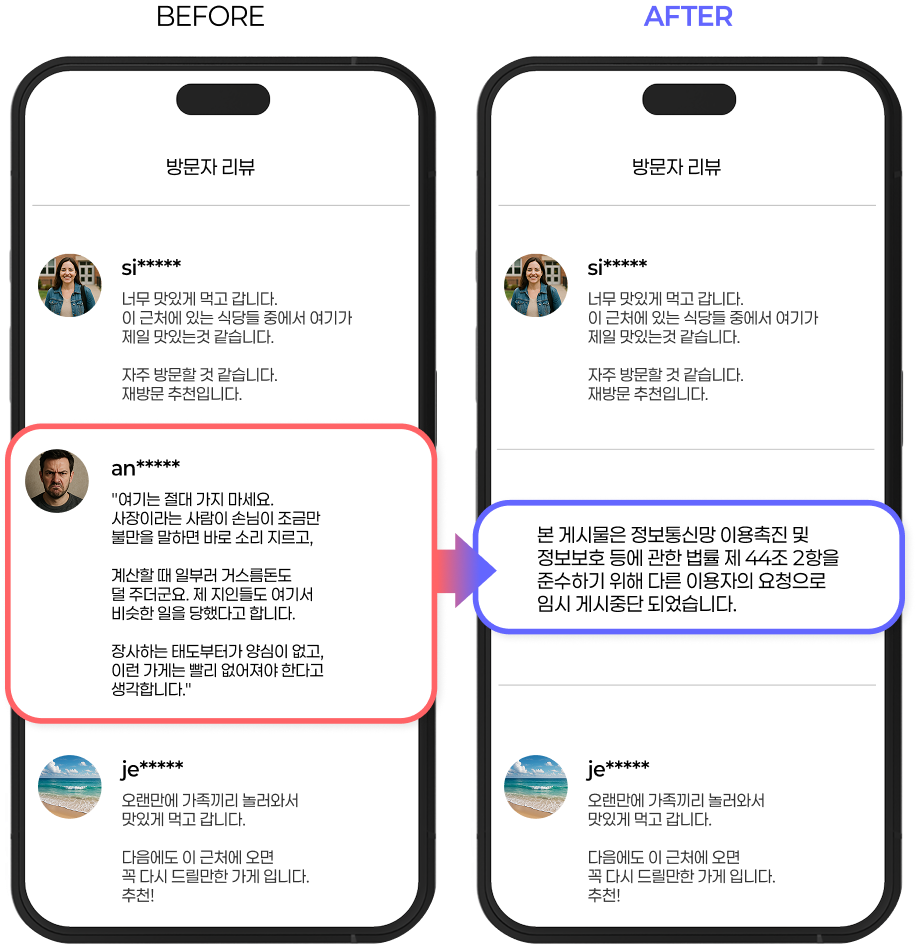 BEFORE
방문자 리뷰
si*****
너무 맛있게 먹고 갑니다.
이 근처에 있는 식당들 중에서 여기가
제일 맛있는것 같습니다.
자주 방문할 것 같습니다.
재방문 추천입니다.
an*****
"여기는 절대 가지 마세요.
사장이라는 사람이 손님이 조금만
불만을 말하면 바로 소리 지르고,
계산할 때 일부러 거스름돈도
덜 주더군요. 제 지인들도 여기서
비슷한 일을 당했다고 합니다.
장사하는 태도부터가 양심이 없고,
이런 가게는 빨리 없어져야 한다고
생각합니다."
je*****
오랜만에 가족끼리 놀러와서
맛있게 먹고 갑니다.
다음에도 이 근처에 오면
꼭 다시 드릴만한 가게 입니다.
추천!
AFTER
방문자 리뷰
si*****
너무 맛있게 먹고 갑니다.
이 근처에 있는 식당들 중에서 여기가
제일 맛있는것 같습니다.
자주 방문할 것 같습니다.
재방문 추천입니다.
본 게시물은 정보통신망 이용촉진 및
정보보호 등에 관한 법률 제 44조 2항을
준수하기 위해 다른 이용자의 요청으로
임시 게시중단 되었습니다.
je*****
오랜만에 가족끼리 놀러와서
맛있게 먹고 갑니다.
다음에도 이 근처에 오면
꼭 다시 드릴만한 가게 입니다.
추천!